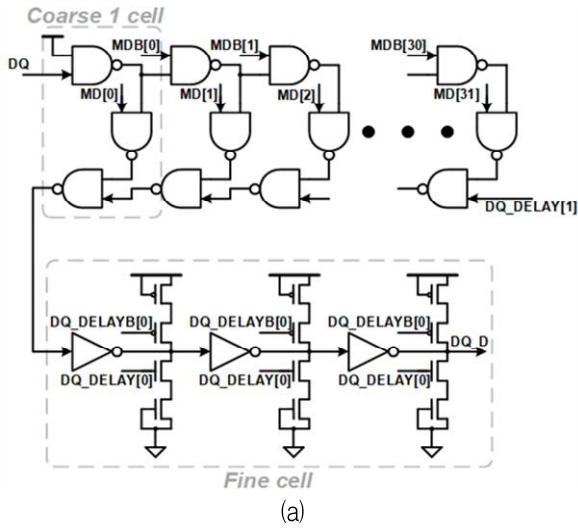 Coarse 1 cell
MDB[0] MDB[1] MDB[30]
DQ
MD[0] MD[1] MD[2] MD[31]
DQ_DELAY[1]
DQ_DELAYB[0] DQ_DELAYB[0] DQ_DELAYB[0]
DQ_D
DQ_DELAY[0] DQ_DELAY[0] DQ_DELAY[0]
Fine cell
(a)